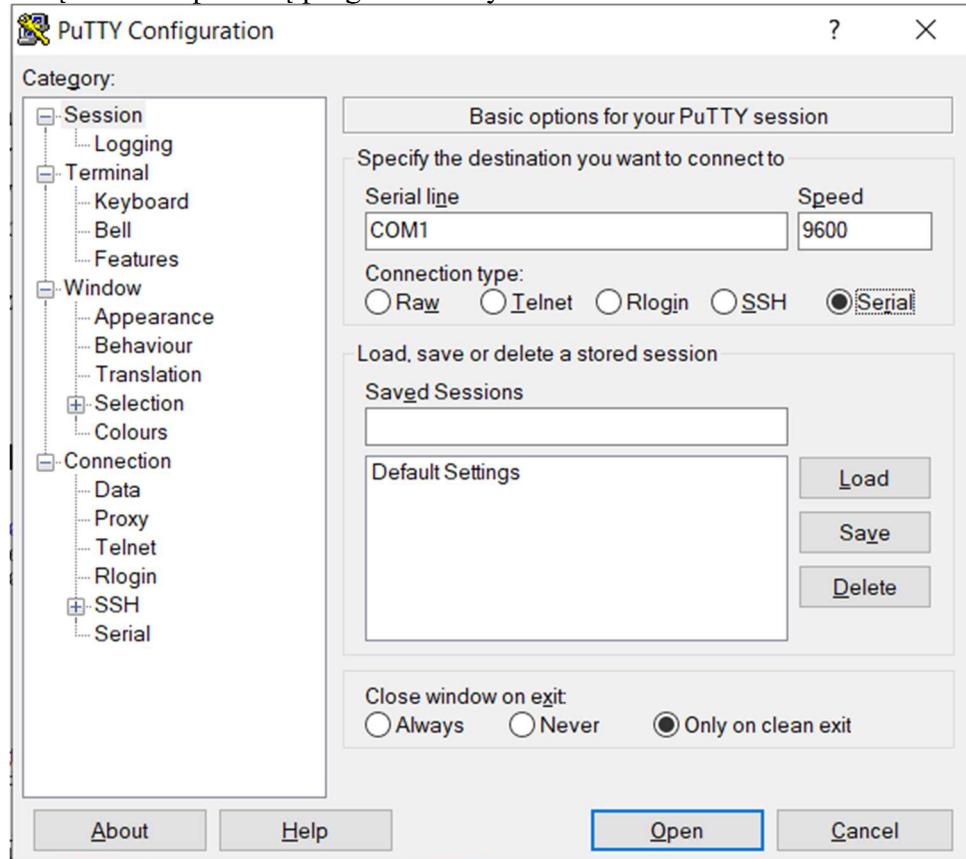 PuTTY Configuration ? ×
Category:
Session
Logging
Terminal
Keyboard
Bell
Features
Window
Appearance
Behaviour
Translation
Selection
Colours
Connection
Data
Proxy
Telnet
Rlogin
SSH
Serial
Basic options for your PuTTY session
Specify the destination you want to connect to
Serial line Speed
COM1 9600
Connection type:
Raw Telnet Rlogin SSH Serial
Load, save or delete a stored session
Saved Sessions
Default Settings
Load
Save
Delete
Close window on exit:
Always Never Only on clean exit
About Help Open Cancel